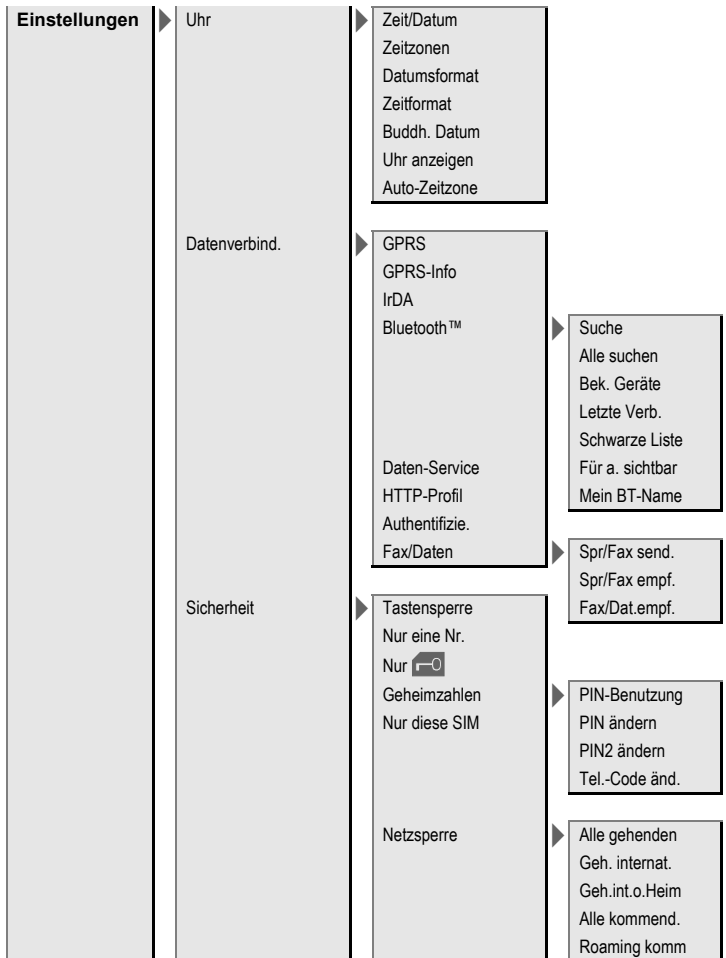 Einstellungen
Uhr
Zeit/Datum
Zeitzonen
Datumsformat
Zeitformat
Buddh. Datum
Uhr anzeigen
Auto-Zeitzone
Datenverbind.
GPRS
GPRS-Info
IrDA
Bluetooth™
Suche
Alle suchen
Bek. Geräte
Letzte Verb.
Schwarze Liste
Daten-Service
Für a. sichtbar
HTTP-Profil
Mein BT-Name
Authentifizie.
Fax/Daten
Spr/Fax send.
Spr/Fax empf.
Fax/Dat.empf.
Sicherheit
Tastensperre
Nur eine Nr.
Nur
Geheimzahlen
PIN-Benutzung
Nur diese SIM
PIN ändern
PIN2 ändern
Tel.-Code änd.
Netzsperre
Alle gehenden
Geh. internat.
Geh.int.o.Heim
Alle kommend.
Roaming komm